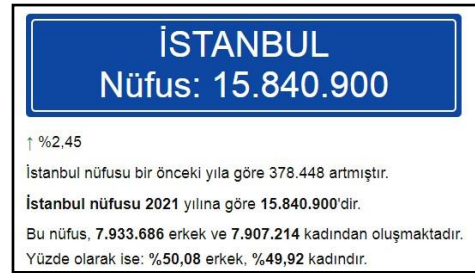 İSTANBUL
Nüfus: 15.840.900
↑ %2,45
İstanbul nüfusu bir önceki yıla göre 378.448 artmıştır.
İstanbul nüfusu 2021 yılına göre 15.840.900'dir.
Bu nüfus, 7.933.686 erkek ve 7.907.214 kadından oluşmaktadır.
Yüzde olarak ise: %50,08 erkek, %49,92 kadındır.